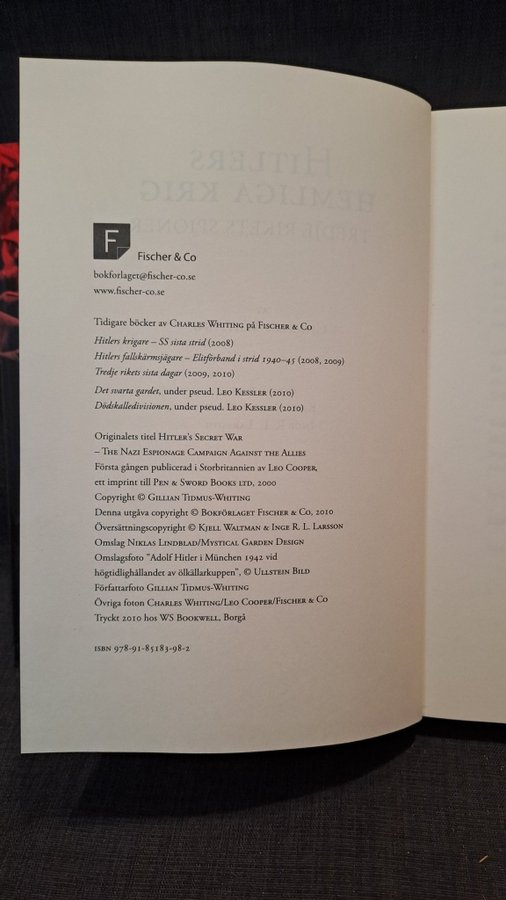 F
Fischer & Co
bokforlaget@fischer-co.se
www.fischer-co.se
Tidigare böcker av Charles Whiting på Fischer & Co
Hitlers krigare – SS sista strid (2008)
Hitlers fallskärmsjägare – Elitförband i strid 1940–45 (2008, 2009)
Tredje rikets sista dagar (2009, 2010)
Det svarta gardet, under pseud. Leo Kessler (2010)
Dödskalledivisionen, under pseud. Leo Kessler (2010)
Originalets titel Hitler's Secret War
– The Nazi Espionage Campaign Against the Allies
Första gången publicerad i Storbritannien av Leo Cooper,
ett imprint till Pen & Sword Books Ltd, 2000
Copyright © Gillian Tidmus-Whiting
Denna utgåva copyright © Bokförlaget Fischer & Co, 2010
Översättningscopyright © Kjell Waltman & Inge R. L. Larsson
Omslag Niklas Lindblad/Mystical Garden Design
Omslagsfoto "Adolf Hitler i München 1942 vid
högtidlighållandet av ölkällarkuppen", © Ullstein Bild
Författarfoto Gillian Tidmus-Whiting
Övriga foton Charles Whiting/Leo Cooper/Fischer & Co
Tryckt 2010 hos WS Bookwell, Borgå
ISBN 978-91-85183-98-2
Hitlers
hemliga krig